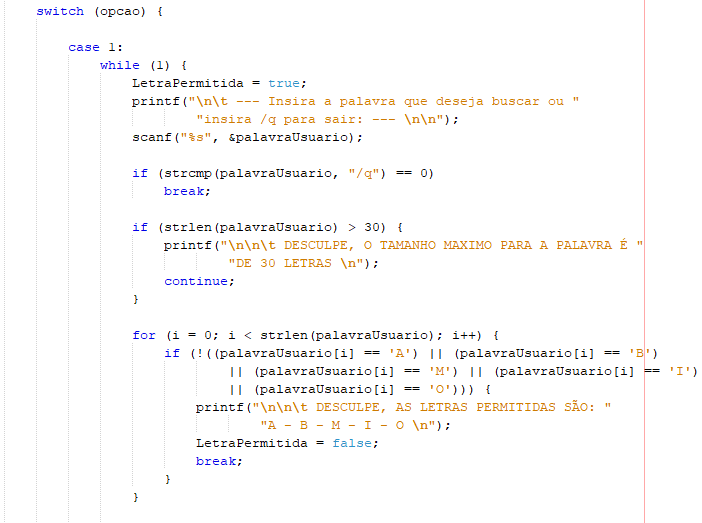 switch (opcao) {
case 1:
while (1) {
LetraPermitida = true;
printf("\n\t --- Insira a palavra que deseja buscar ou "
"insira /q para sair: --- \n\n");
scanf("%s", &palavraUsuario);
if (strcmp(palavraUsuario, "/q") == 0)
break;
if (strlen(palavraUsuario) > 30) {
printf("\n\n\t DESCULPE, O TAMANHO MAXIMO PARA A PALAVRA É "
"DE 30 LETRAS \n");
continue;
}
for (i = 0; i < strlen(palavraUsuario); i++) {
if (!((palavraUsuario[i] == 'A') || (palavraUsuario[i] == 'B')
|| (palavraUsuario[i] == 'M') || (palavraUsuario[i] == 'I')
|| (palavraUsuario[i] == 'O'))) {
printf("\n\n\t DESCULPE, AS LETRAS PERMITIDAS SÃO: "
"A - B - M - I - O \n");
LetraPermitida = false;
break;
}
}